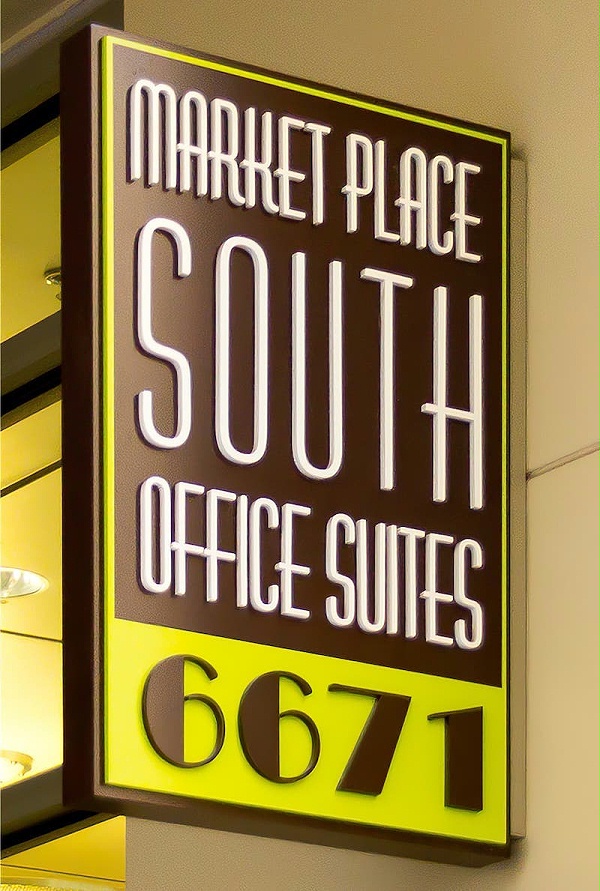 MARKET PLACE
SOUTH
OFFICE SUITES
6671